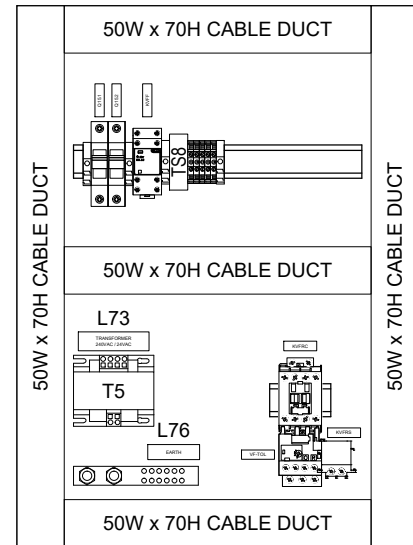 50W x 70H CABLE DUCT
50W x 70H CABLE DUCT
50W x 70H CABLE DUCT
Q1S1
Q1S2
KVFF
TS8
50W x 70H CABLE DUCT
L73
TRANSFORMER
240VAC / 24VAC
T5
L76
EARTH
KVFRC
VF-TOL
KVFRS
50W x 70H CABLE DUCT